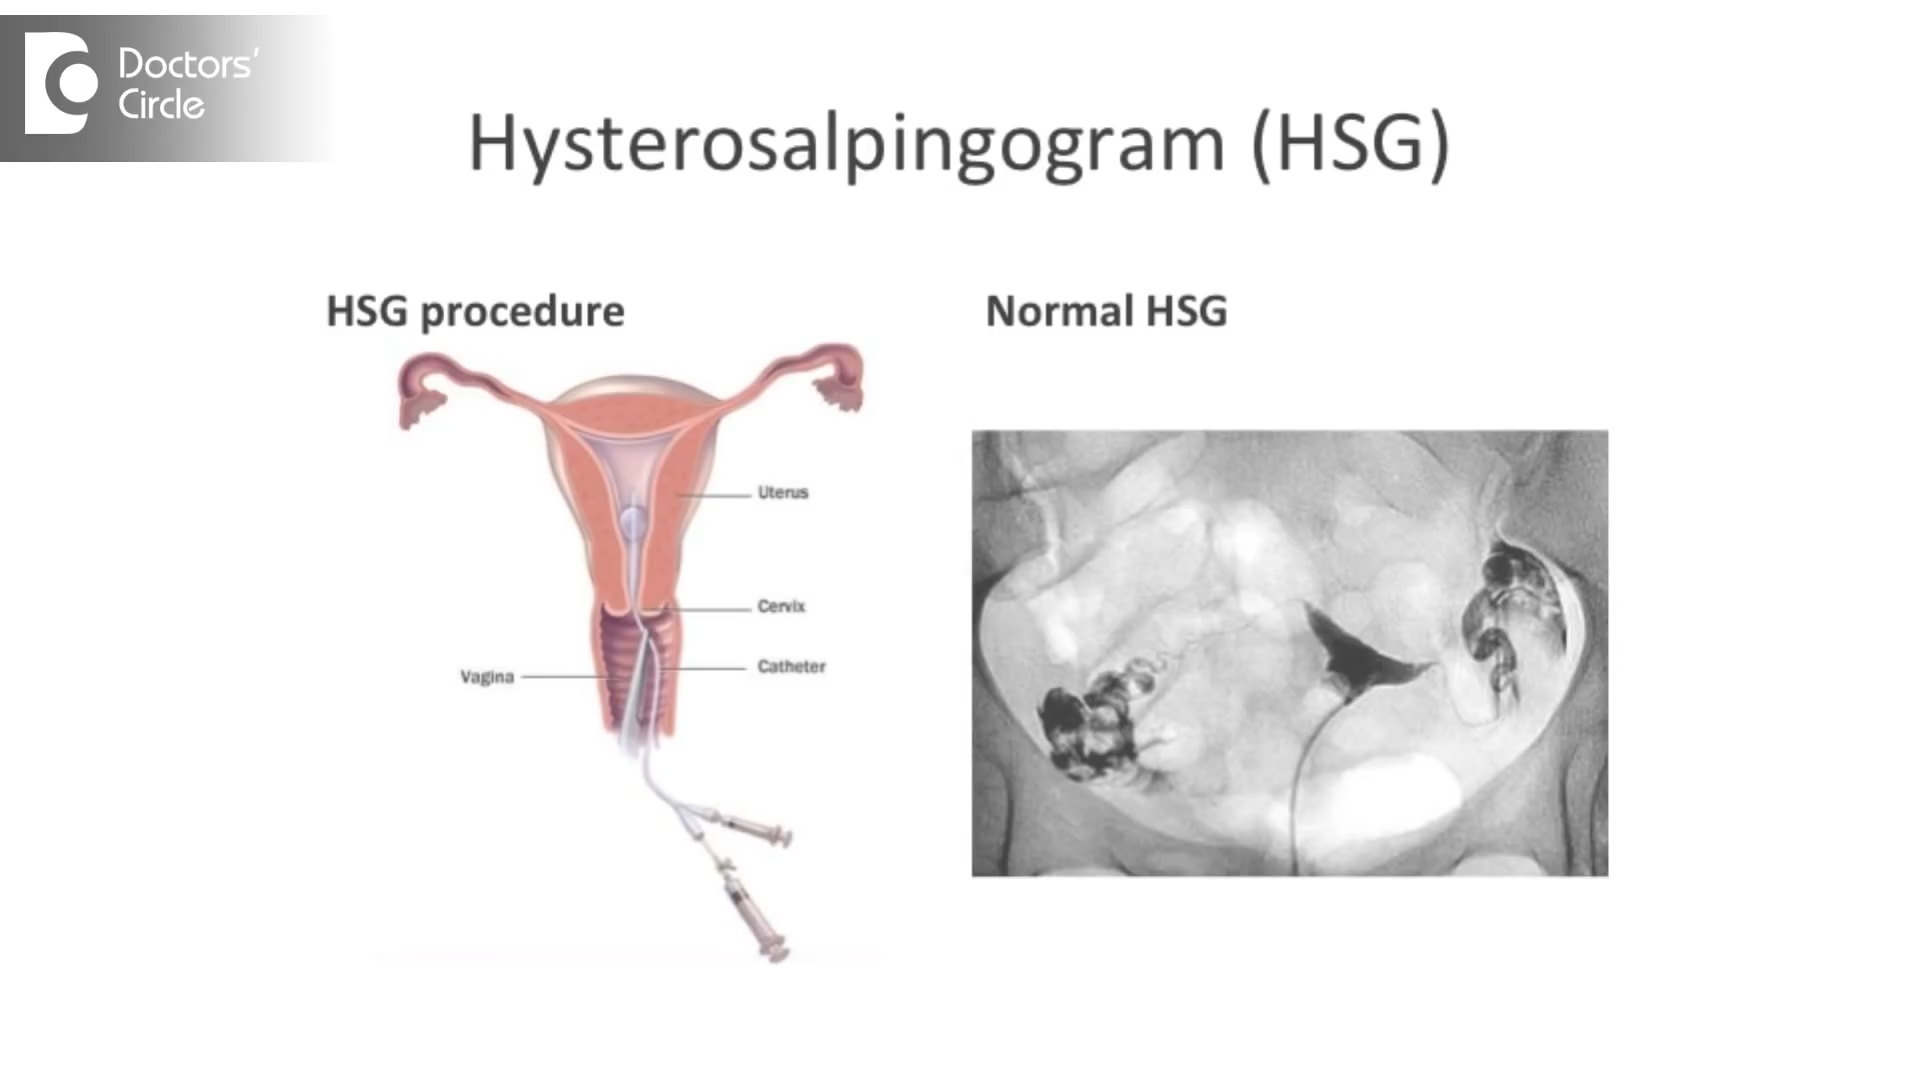 Doctors'
Circle
Hysterosalpingogram (HSG)
HSG procedure
Normal HSG
Uterus
Cervix
Catheter
Vagina